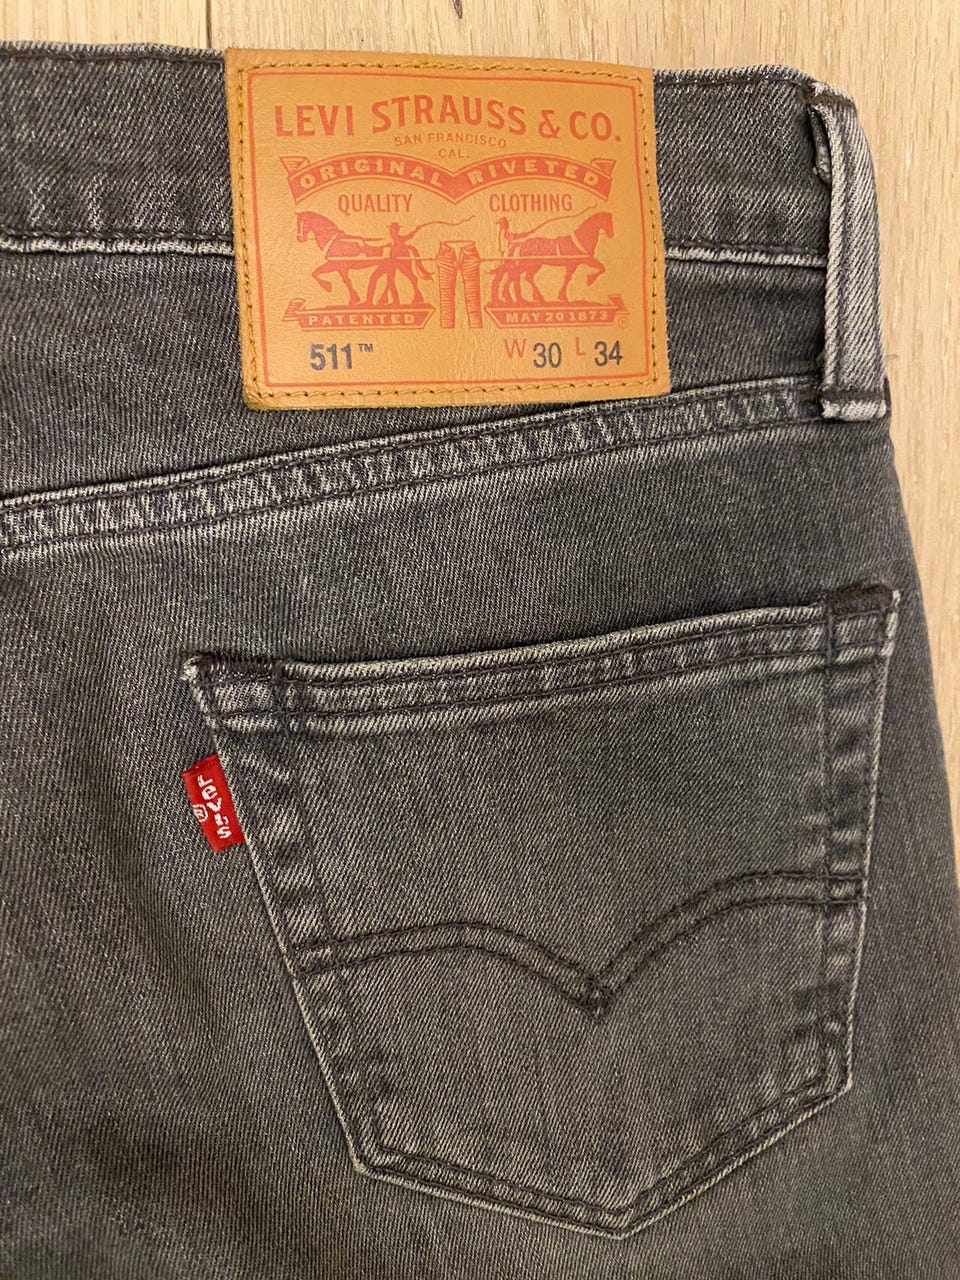 LEVI STRAUSS & CO.
SAN FRANCISCO
CAL.
ORIGINAL RIVETED
QUALITY CLOTHING
PATENTED MAY 20 1873 ®
511™ W 30 L 34
Levi's ®